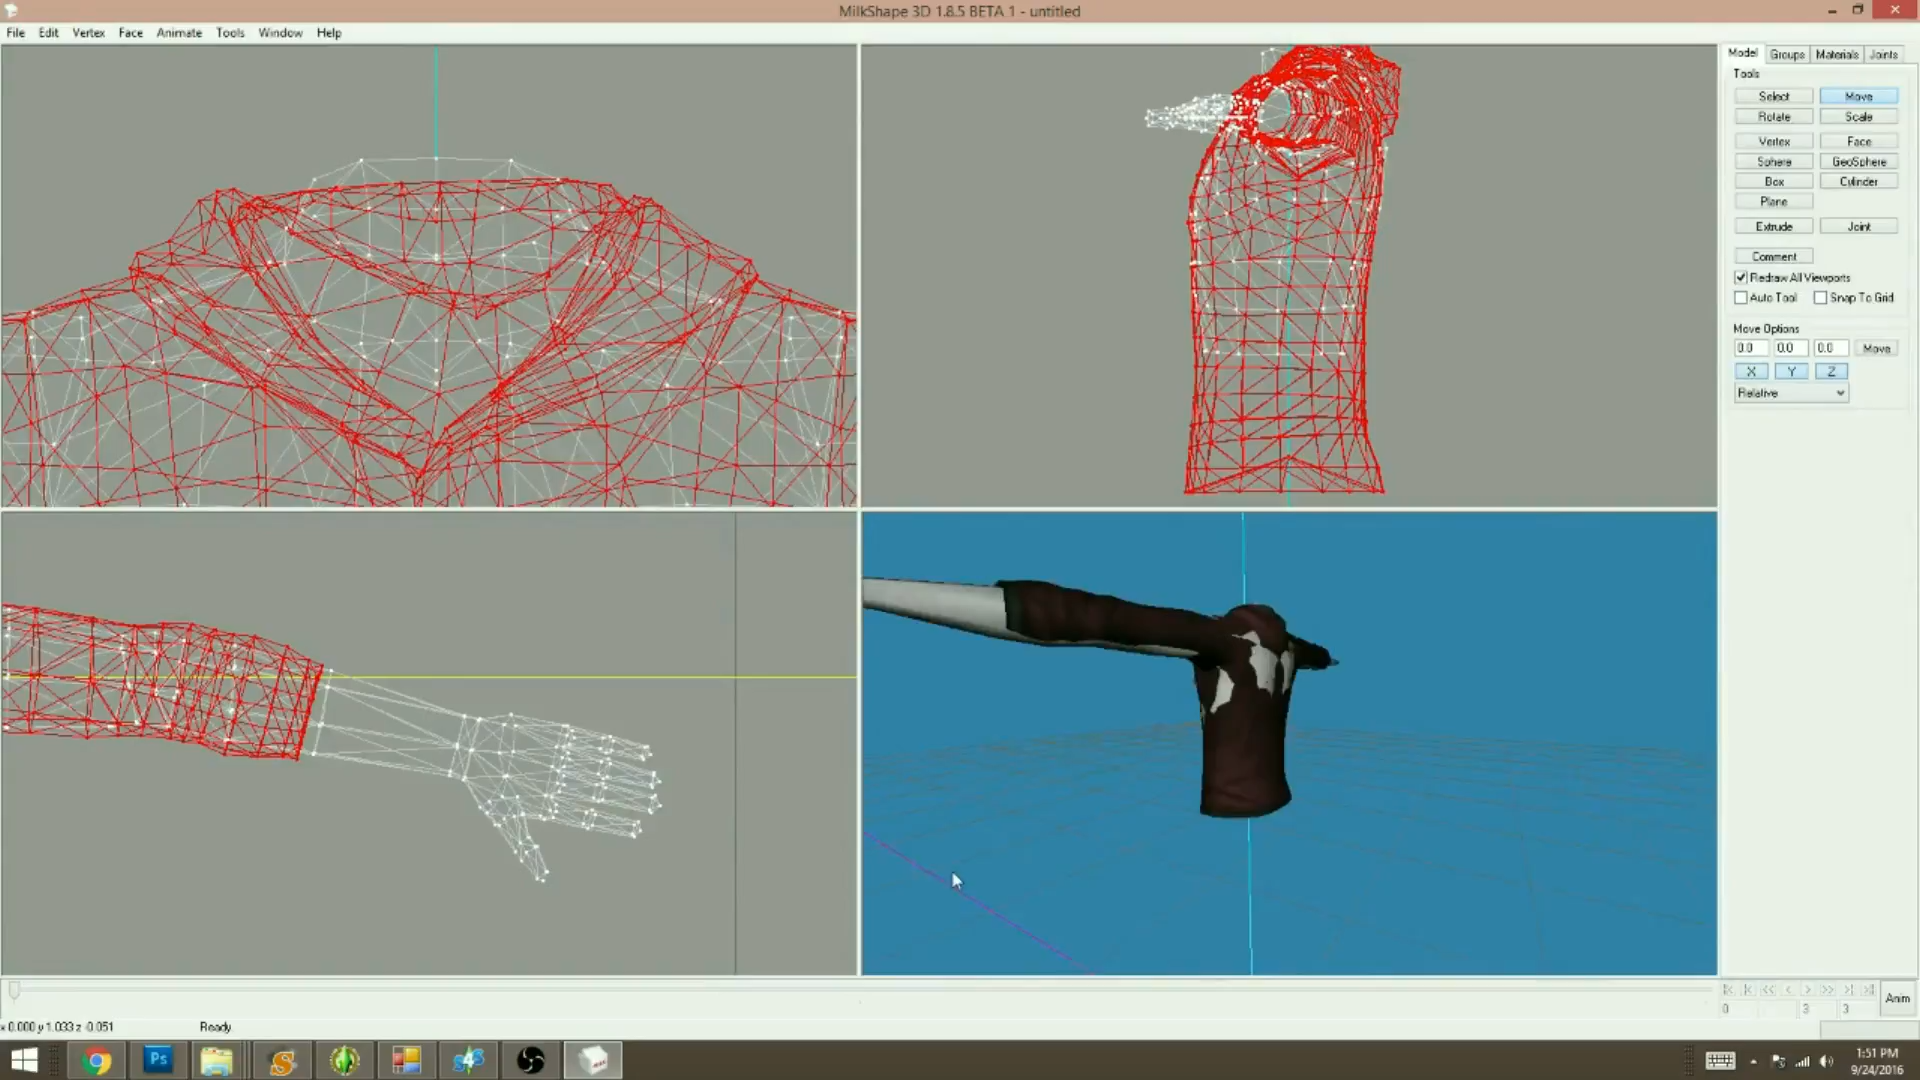 MilkShape 3D 1.8.5 BETA 1 - untitled
File Edit Vertex Face Animate Tools Window Help
Model Groups Materials Joints
Tools
Select Move
Rotate Scale
Vertex Face
Sphere GeoSphere
Box Cylinder
Plane
Extrude Joint
Comment
Redraw All Viewports
Auto Tool Snap To Grid
Move Options
0.0 0.0 0.0 Move
X Y Z
Relative
Anim
0 3 3
x 0.000 y 1.033 z -0.051 Ready
Ps
1:51 PM
9/24/2016